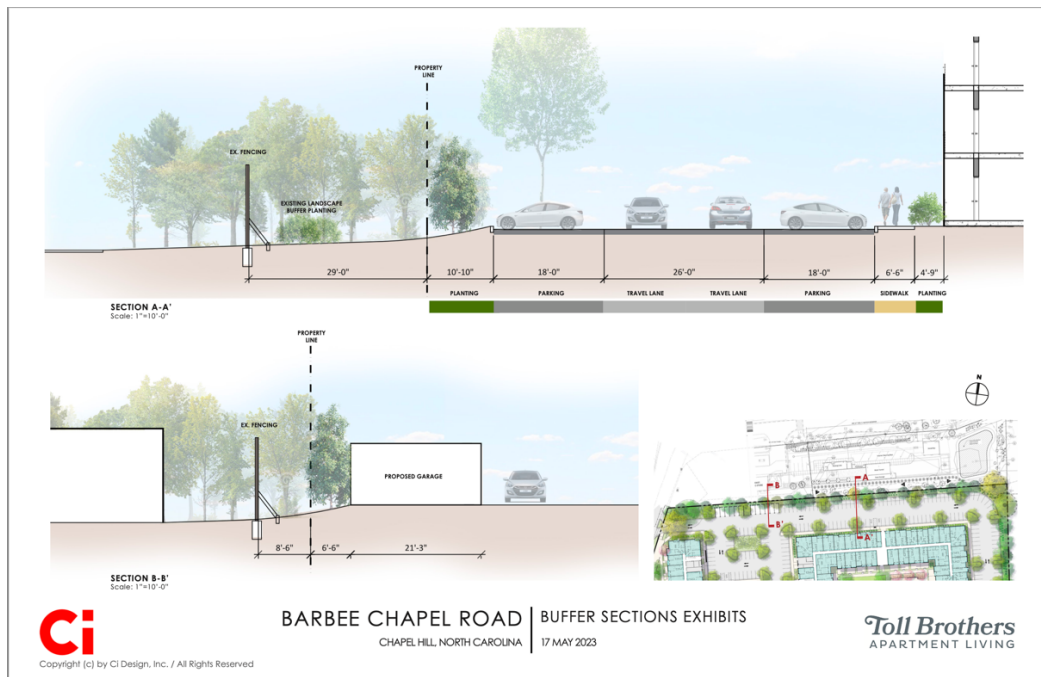 PROPERTY
LINE
EX. FENCING
EXISTING LANDSCAPE
BUFFER PLANTING
29'-0"
10'-10"
18'-0"
26'-0"
18'-0"
6'-6"
4'-9"
PLANTING
PARKING
TRAVEL LANE
TRAVEL LANE
PARKING
SIDEWALK
PLANTING
SECTION A-A'
Scale: 1"=10'-0"
PROPERTY
LINE
EX. FENCING
PROPOSED GARAGE
8'-6"
6'-6"
21'-3"
SECTION B-B'
Scale: 1"=10'-0"
N
B
A
B'
A'
Ci
BARBEE CHAPEL ROAD
CHAPEL HILL, NORTH CAROLINA
BUFFER SECTIONS EXHIBITS
17 MAY 2023
Toll Brothers
APARTMENT LIVING
Copyright (c) by Ci Design, Inc. / All Rights Reserved